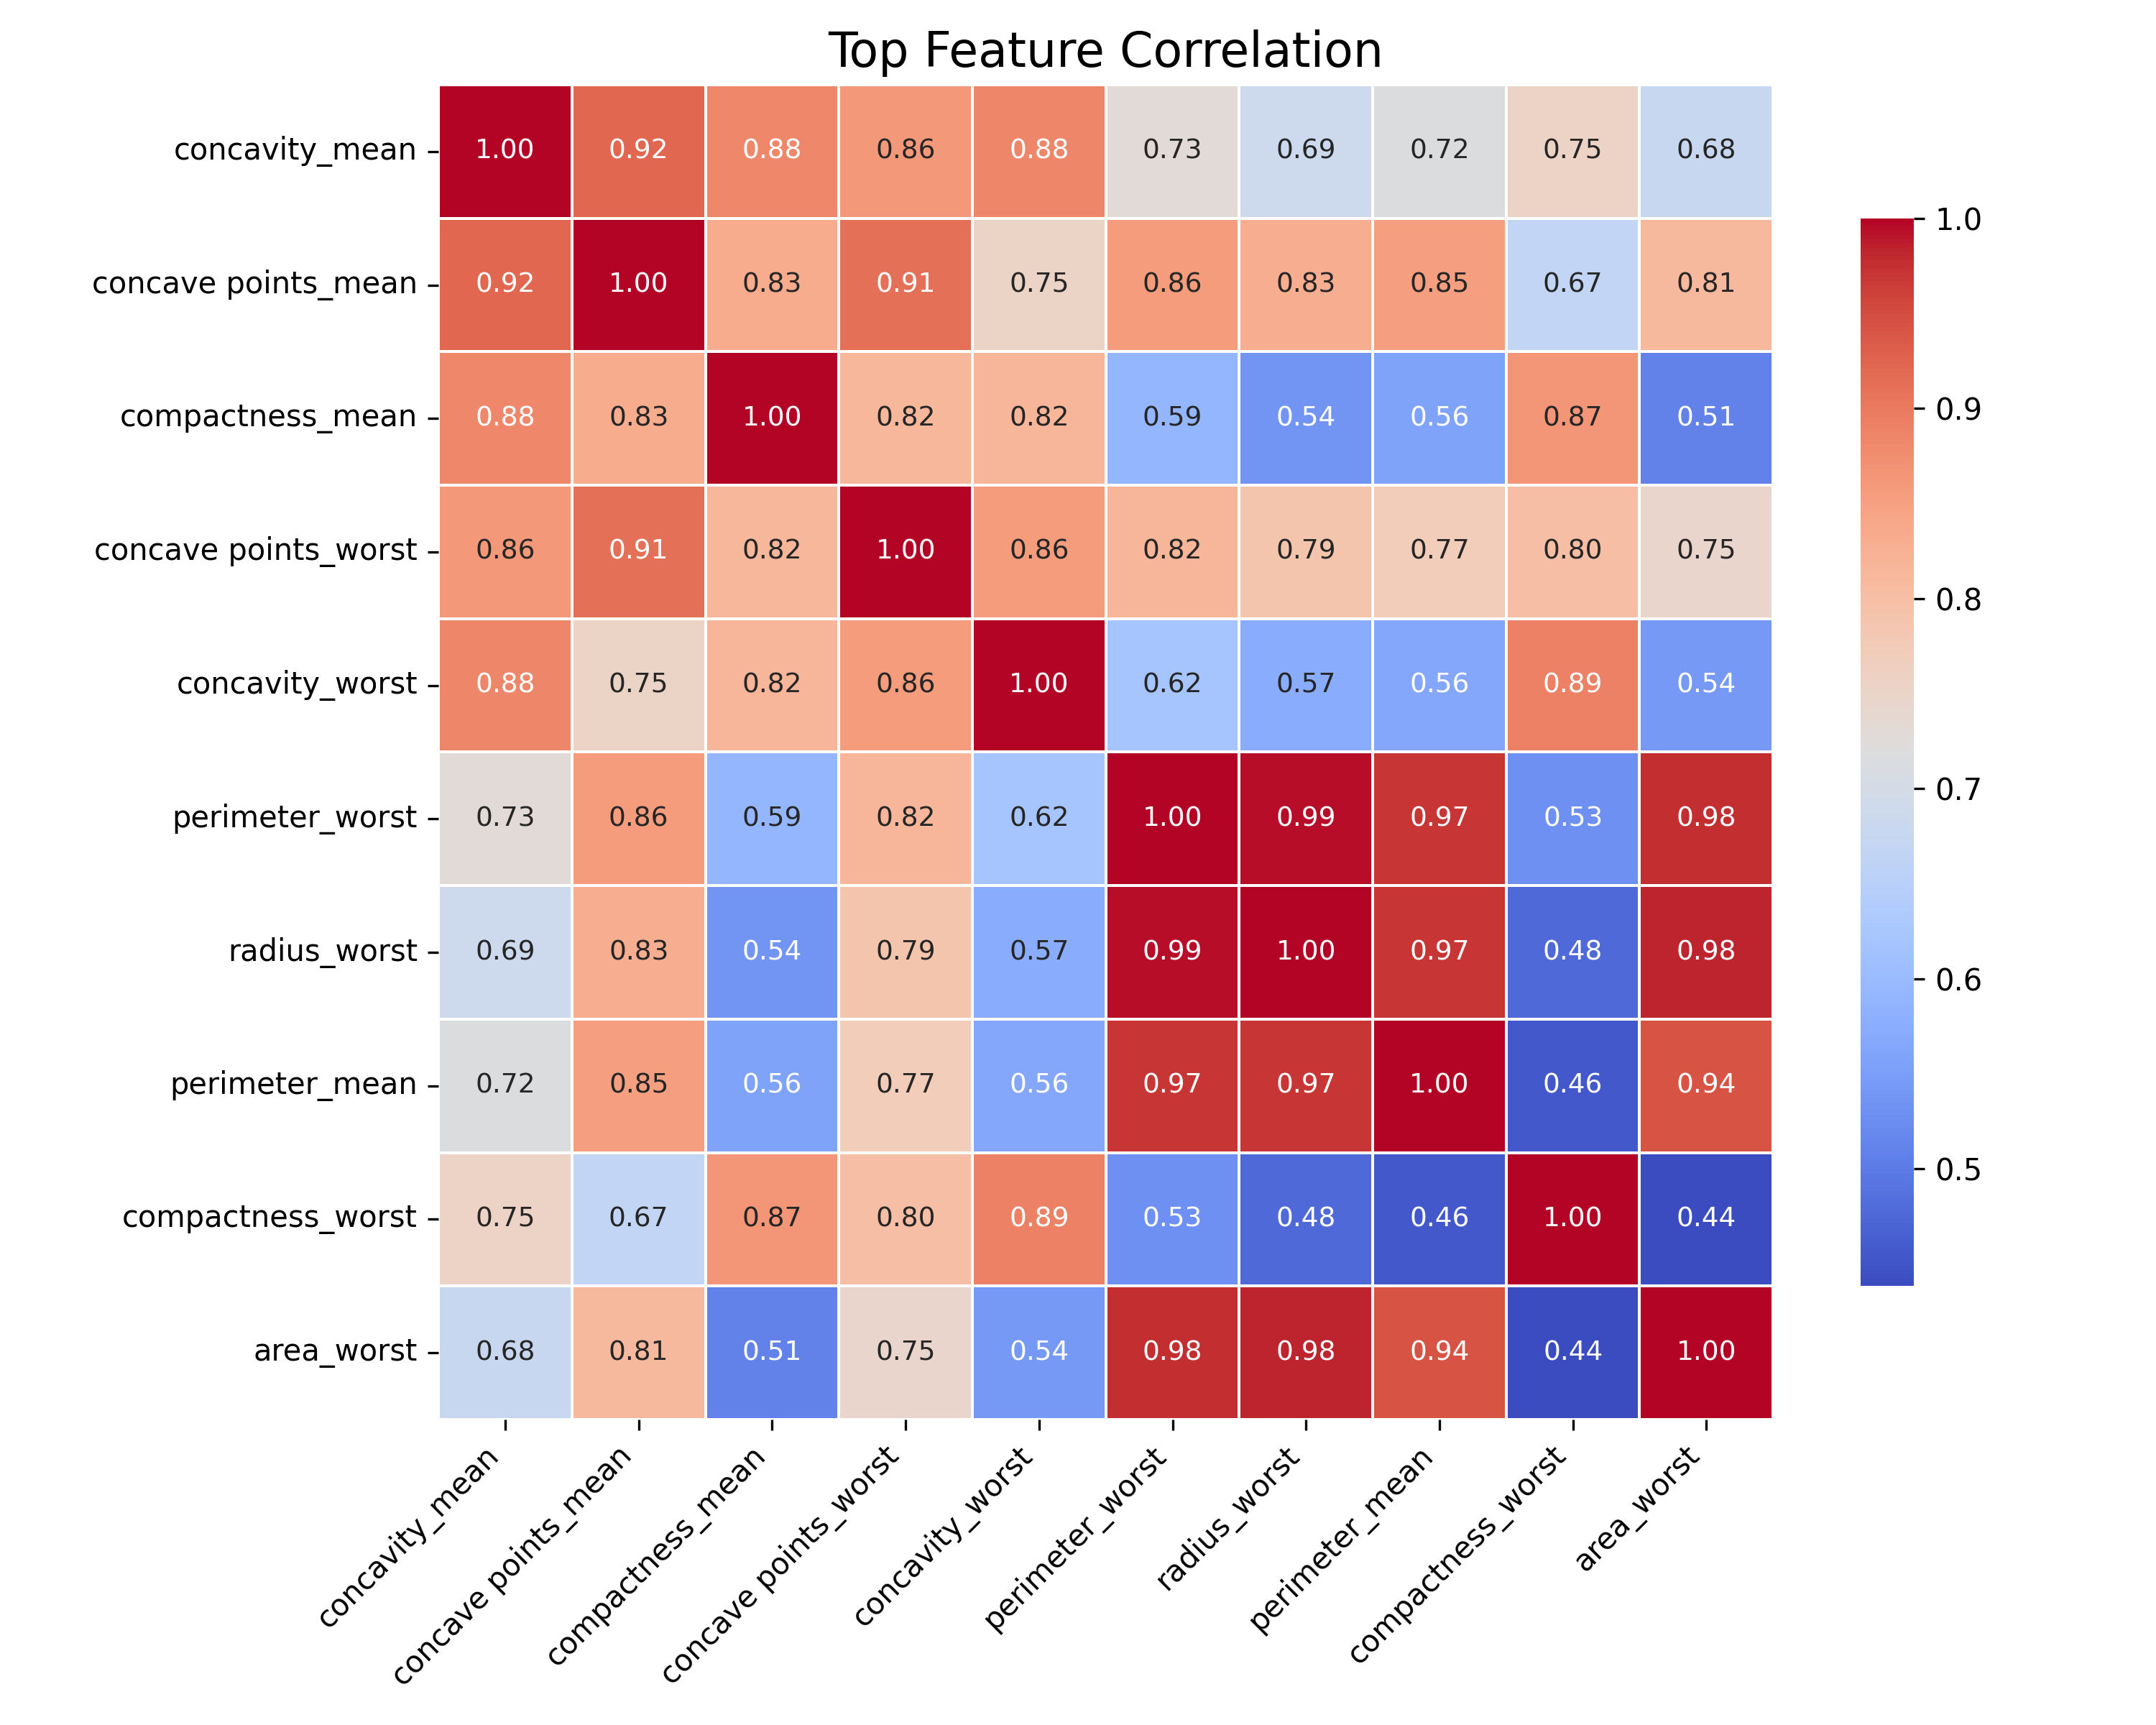 Top Feature Correlation
concavity_mean 1.00 0.92 0.88 0.86 0.88 0.73 0.69 0.72 0.75 0.68
concave points_mean 0.92 1.00 0.83 0.91 0.75 0.86 0.83 0.85 0.67 0.81
compactness_mean 0.88 0.83 1.00 0.82 0.82 0.59 0.54 0.56 0.87 0.51
concave points_worst 0.86 0.91 0.82 1.00 0.86 0.82 0.79 0.77 0.80 0.75
concavity_worst 0.88 0.75 0.82 0.86 1.00 0.62 0.57 0.56 0.89 0.54
perimeter_worst 0.73 0.86 0.59 0.82 0.62 1.00 0.99 0.97 0.53 0.98
radius_worst 0.69 0.83 0.54 0.79 0.57 0.99 1.00 0.97 0.48 0.98
perimeter_mean 0.72 0.85 0.56 0.77 0.56 0.97 0.97 1.00 0.46 0.94
compactness_worst 0.75 0.67 0.87 0.80 0.89 0.53 0.48 0.46 1.00 0.44
area_worst 0.68 0.81 0.51 0.75 0.54 0.98 0.98 0.94 0.44 1.00
concavity_mean
concave points_mean
compactness_mean
concave points_worst
concavity_worst
perimeter_worst
radius_worst
perimeter_mean
compactness_worst
area_worst
1.0
0.9
0.8
0.7
0.6
0.5